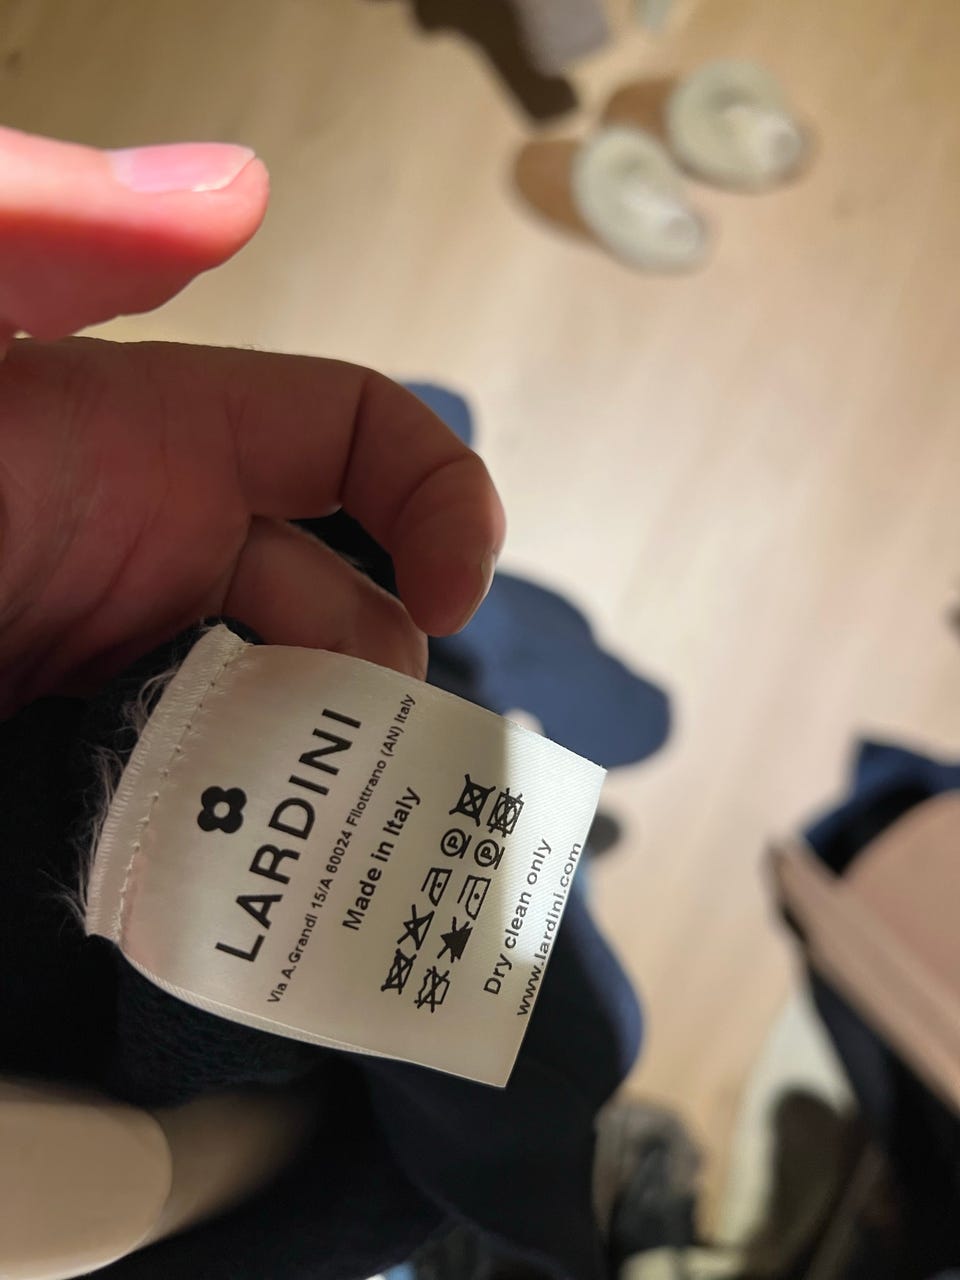 LARDINI
Via A.Grandi 15/A 60024 Filottrano (AN) Italy
Made in Italy
P
P
Dry clean only
www.lardini.com